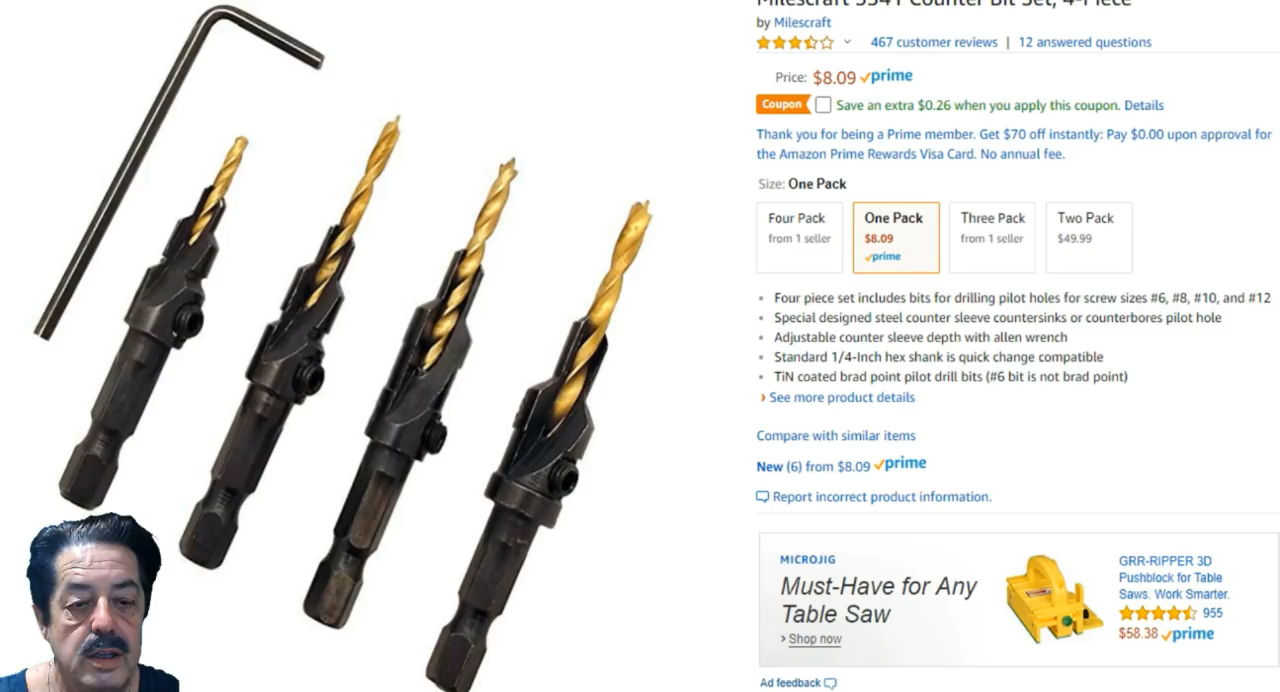 Milescraft 5341 Counter Bit Set, 4-Piece
by Milescraft
467 customer reviews | 12 answered questions
Price: $8.09 prime
Coupon Save an extra $0.26 when you apply this coupon. Details
Thank you for being a Prime member. Get $70 off instantly: Pay $0.00 upon approval for
the Amazon Prime Rewards Visa Card. No annual fee.
Size: One Pack
Four Pack One Pack Three Pack Two Pack
from 1 seller $8.09 from 1 seller $49.99
prime
Four piece set includes bits for drilling pilot holes for screw sizes #6, #8, #10, and #12
Special designed steel counter sleeve countersinks or counterbores pilot hole
Adjustable counter sleeve depth with allen wrench
Standard 1/4-Inch hex shank is quick change compatible
TiN coated brad point pilot drill bits (#6 bit is not brad point)
› See more product details
Compare with similar items
New (6) from $8.09 prime
Report incorrect product information.
MICROJIG
Must-Have for Any
Table Saw
› Shop now
GRR-RIPPER 3D
Pushblock for Table
Saws. Work Smarter.
955
$58.38 prime
Ad feedback